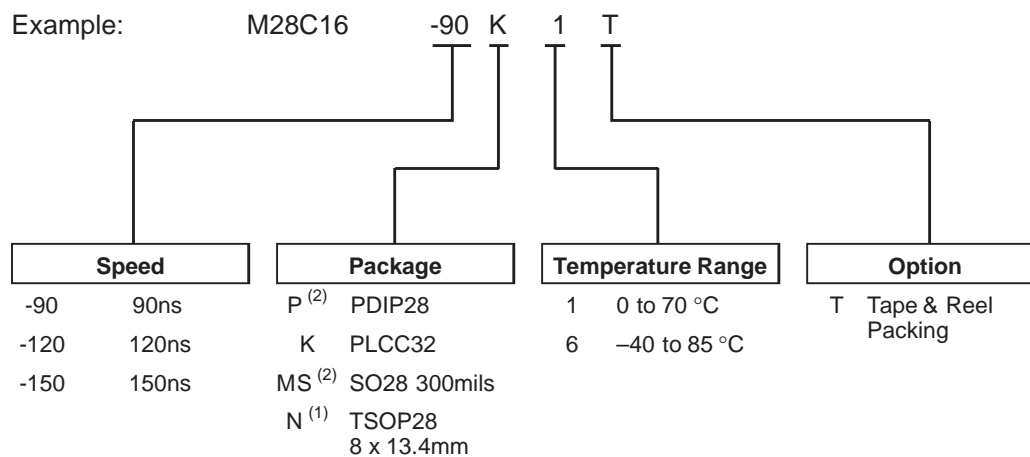 Example: M28C16 -90 K 1 T
Speed
-90 90ns
-120 120ns
-150 150ns
Package
P (2) PDIP28
K PLCC32
MS (2) SO28 300mils
N (1) TSOP28
8 x 13.4mm
Temperature Range
1 0 to 70 °C
6 –40 to 85 °C
Option
T Tape & Reel
Packing